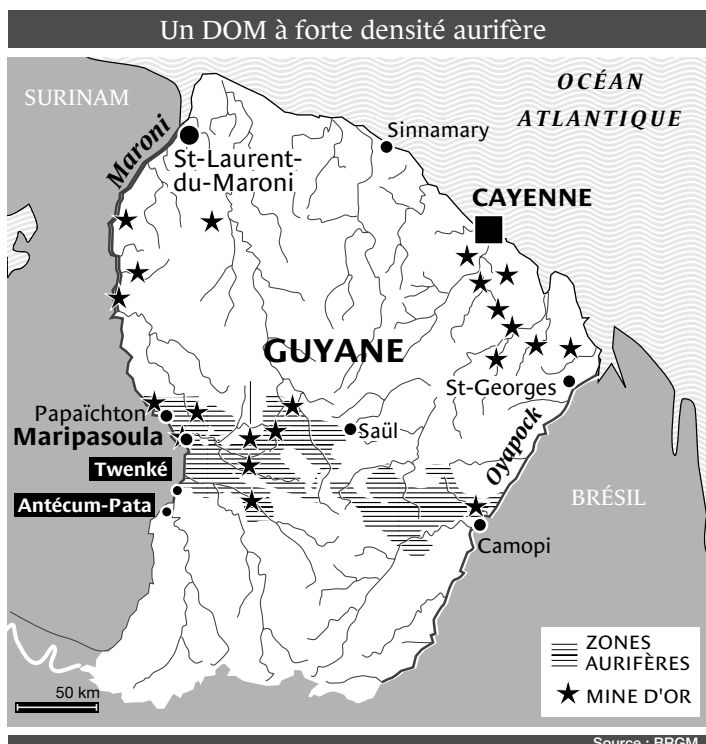 Un DOM à forte densité aurifère
SURINAM
OCÉAN
ATLANTIQUE
Maroni
Sinnamary
St-Laurent-
du-Maroni
CAYENNE
GUYANE
St-Georges
Papaïchton
Maripasoula
Saül
Oyapock
Twenké
Antécum-Pata
BRÉSIL
Camopi
ZONES
AURIFÈRES
MINE D'OR
50 km
Source : BRGM